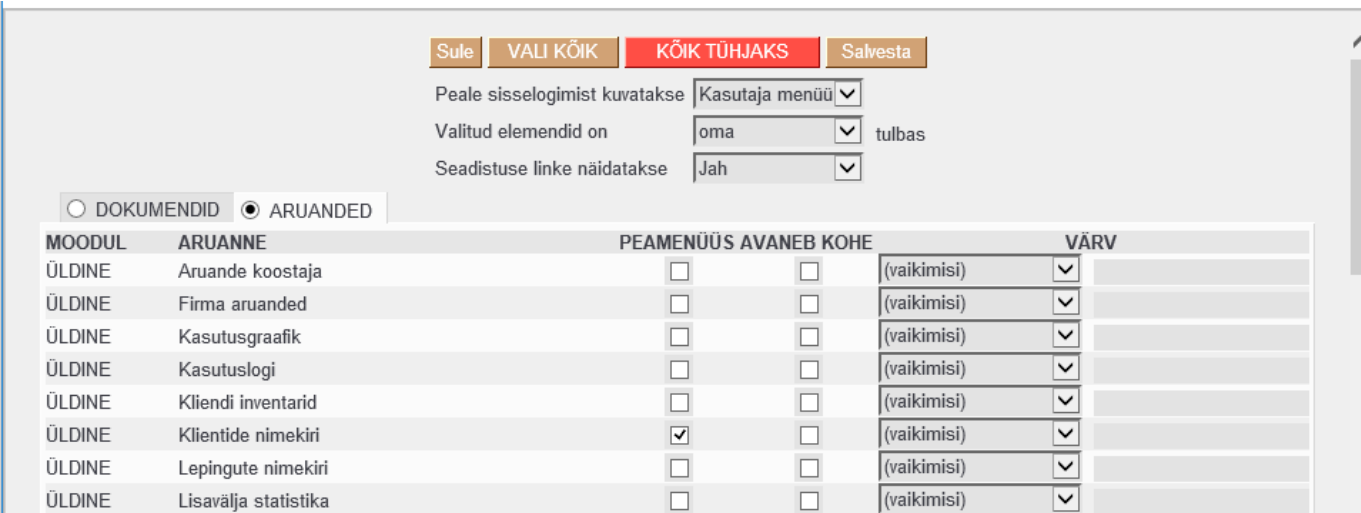 Sule VALI KÕIK KÕIK TÜHJAKS Salvesta
Peale sisselogimist kuvatakse Kasutaja menüü
Valitud elemendid on oma tulbas
Seadistuse linke näidatakse Jah
DOKUMENDID ARUANDED
MOODUL ARUANNE PEAMENÜÜS AVANEB KOHE VÄRV
ÜLDINE Aruande koostaja (vaikimisi)
ÜLDINE Firma aruanded (vaikimisi)
ÜLDINE Kasutusgraafik (vaikimisi)
ÜLDINE Kasutuslogi (vaikimisi)
ÜLDINE Kliendi inventarid (vaikimisi)
ÜLDINE Klientide nimekiri (vaikimisi)
ÜLDINE Lepingute nimekiri (vaikimisi)
ÜLDINE Lisavälja statistika (vaikimisi)